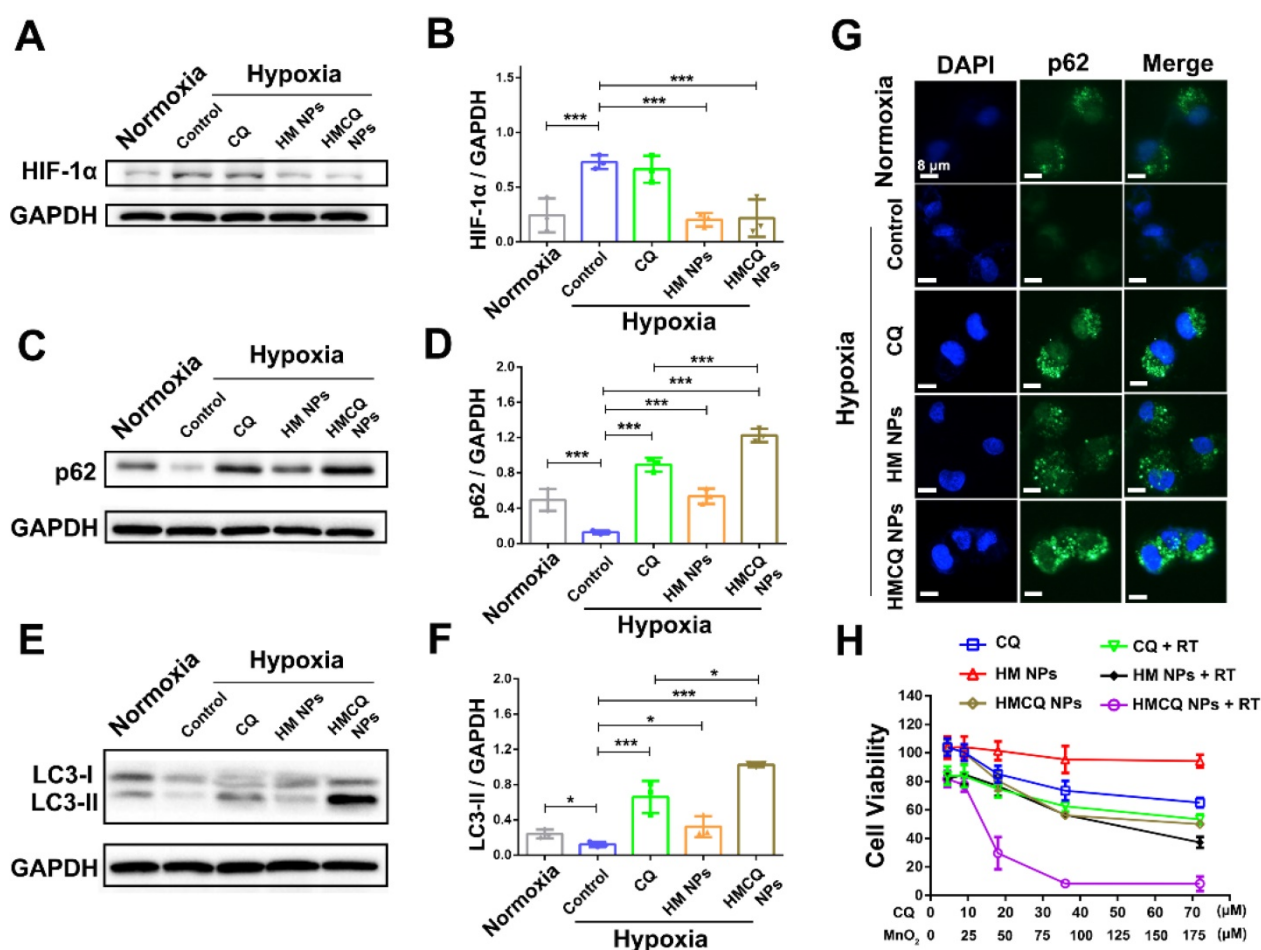 A
Normoxia
Hypoxia
Control
CQ
HM NPs
HMCQ
NPs
HIF-1α
GAPDH
B
HIF-1α / GAPDH
1.5
1.0
0.5
0.0
***
***
***
Normoxia
Control
CQ
HM NPs
HMCQ
NPs
Hypoxia
C
Normoxia
Hypoxia
Control
CQ
HM NPs
HMCQ
NPs
p62
GAPDH
D
p62 / GAPDH
2.0
1.6
1.2
0.8
0.4
0.0
***
***
***
***
***
Normoxia
Control
CQ
HM NPs
HMCQ
NPs
Hypoxia
E
Normoxia
Hypoxia
Control
CQ
HM NPs
HMCQ
NPs
LC3-I
LC3-II
GAPDH
F
LC3-II / GAPDH
2.0
1.6
1.2
0.8
0.4
0.0
*
***
*
***
*
Normoxia
Control
CQ
HM NPs
HMCQ
NPs
Hypoxia
G
DAPI p62 Merge
Normoxia
8 μm
Hypoxia
Control
CQ
HM NPs
HMCQ NPs
H
CQ CQ + RT
HM NPs HM NPs + RT
HMCQ NPs HMCQ NPs + RT
Cell Viability
140
120
100
80
60
40
20
0
CQ 0 10 20 30 40 50 60 70 (μM)
MnO₂ 0 25 50 75 100 125 150 175 (μM)